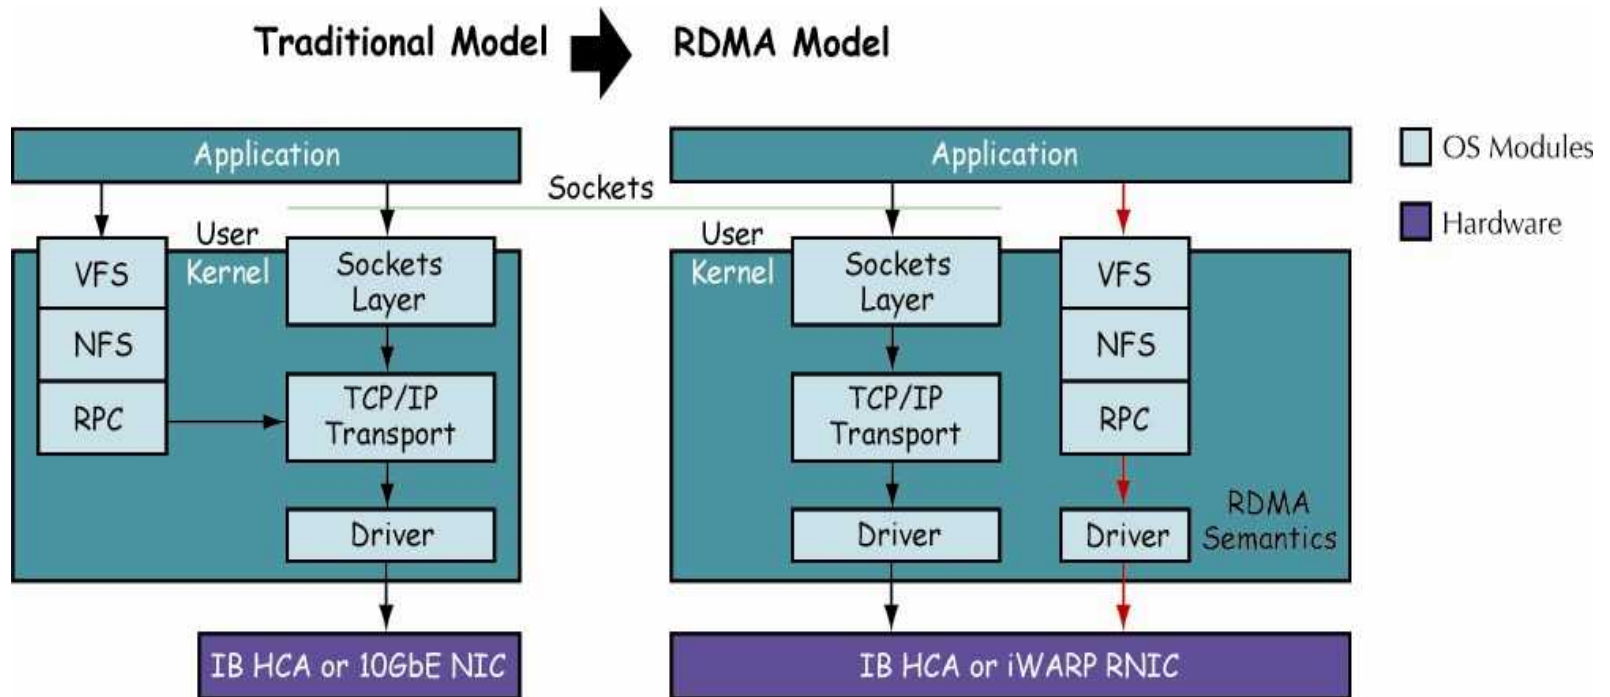 Traditional Model
RDMA Model
Application
Application
OS Modules
Hardware
Sockets
User
Kernel
VFS
NFS
RPC
Sockets
Layer
TCP/IP
Transport
Driver
IB HCA or 10GbE NIC
User
Kernel
Sockets
Layer
TCP/IP
Transport
Driver
VFS
NFS
RPC
Driver
RDMA
Semantics
IB HCA or iWARP RNIC